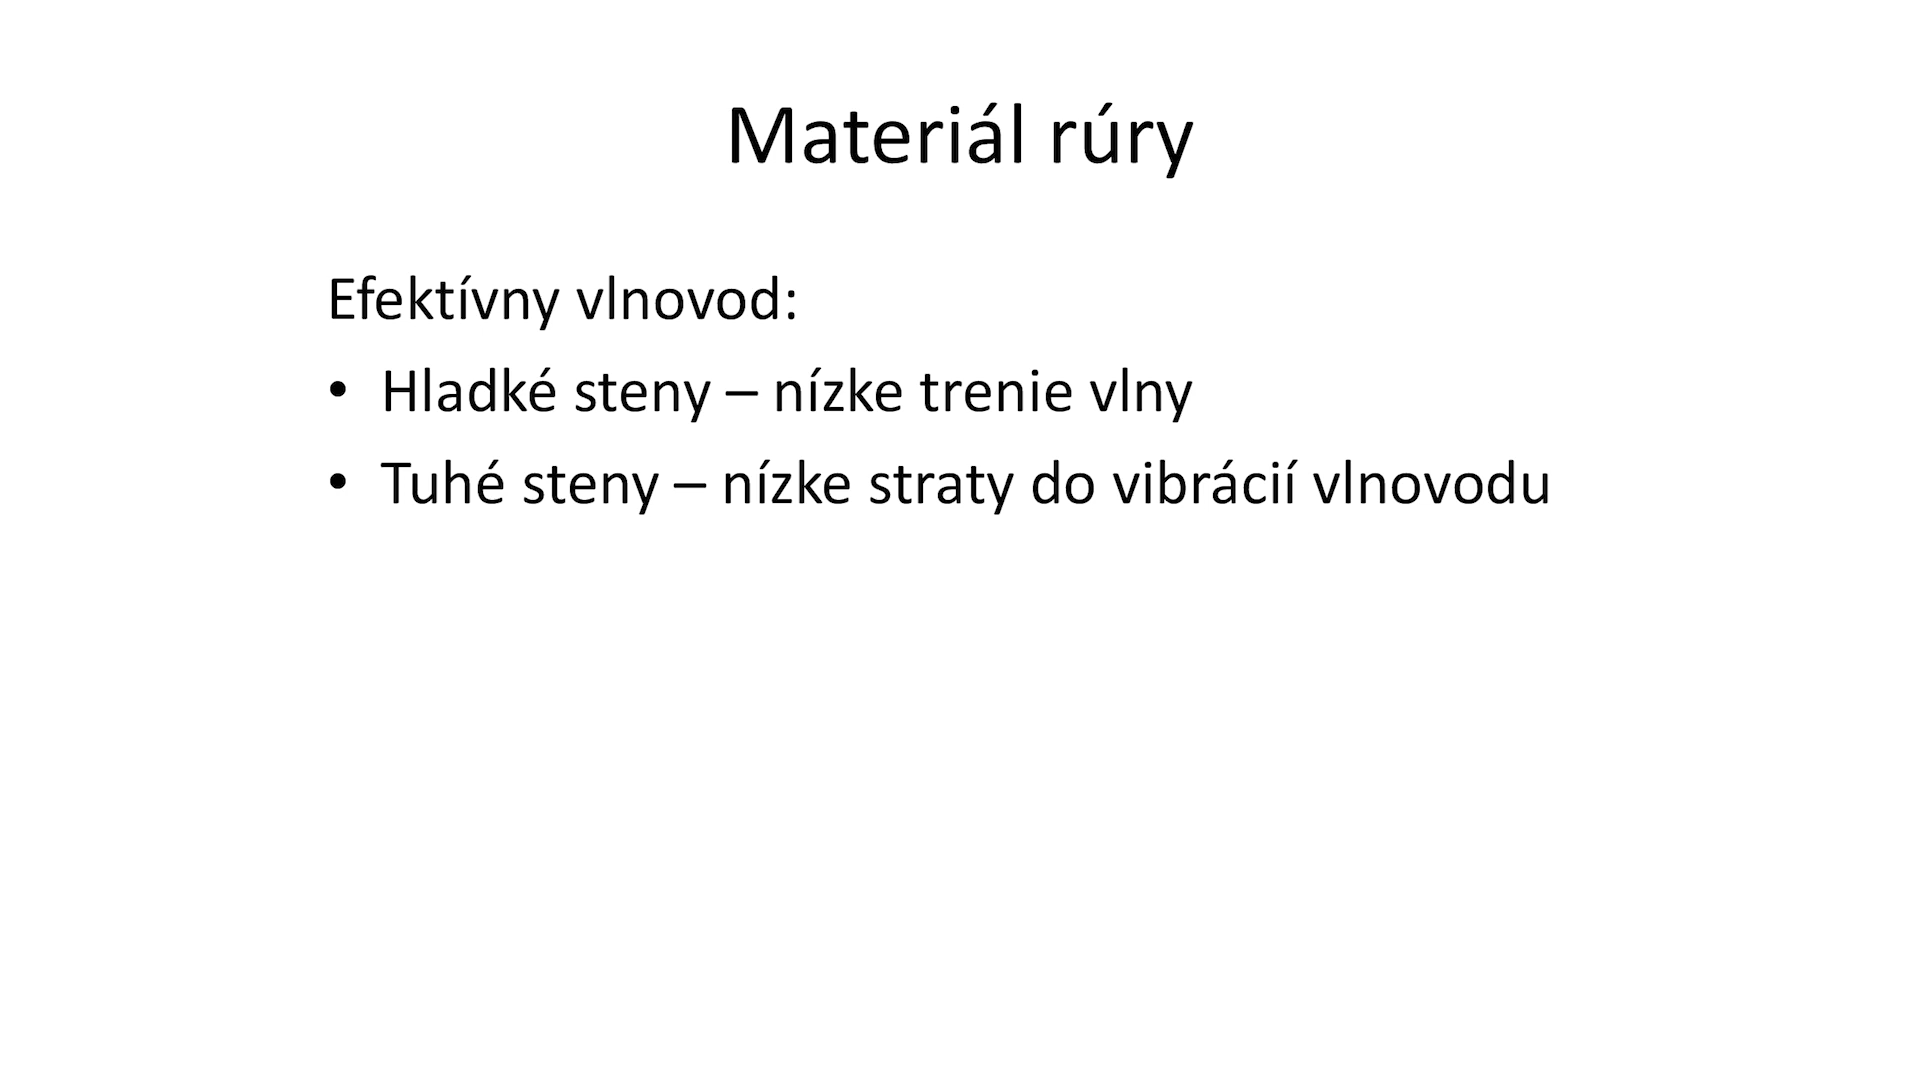 Materiál rúry
Efektívny vlnovod:
• Hladké steny – nízke trenie vlny
• Tuhé steny – nízke straty do vibrácií vlnovodu